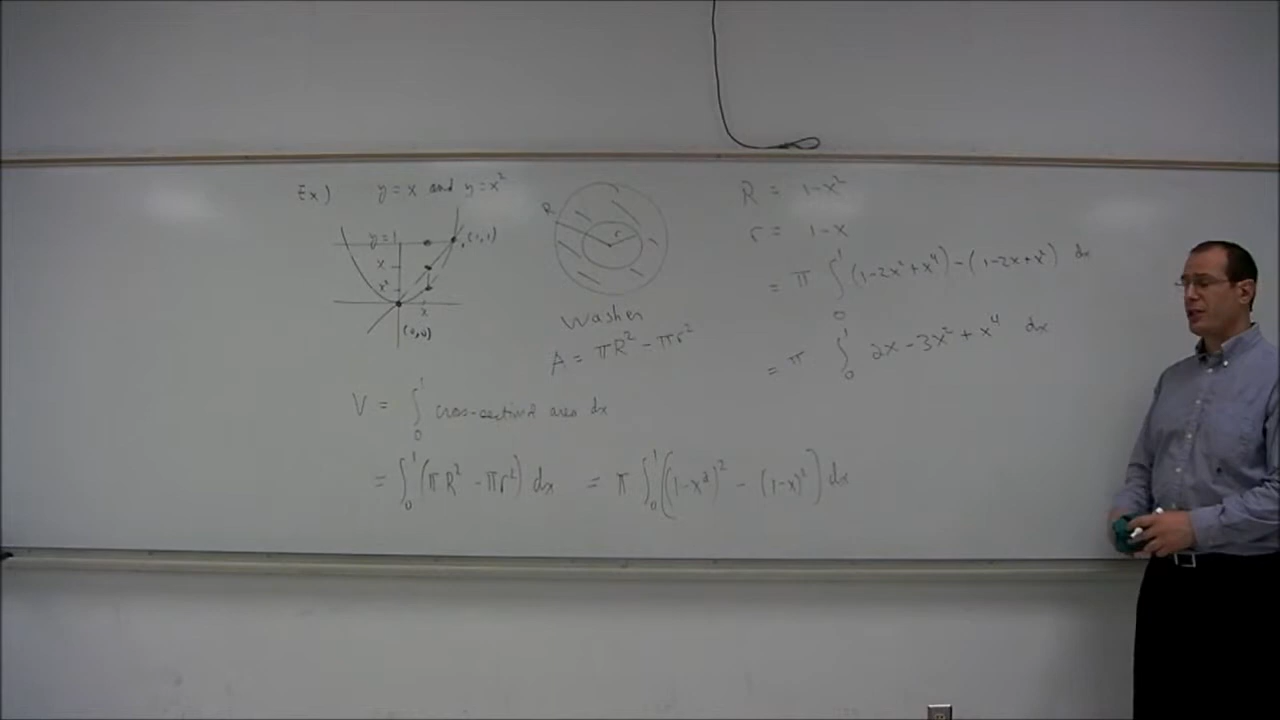 Ex) y = x and y = x²
y=1
(1,1)
x
x²
x
(0,0)
R
r
Washer
A = πR² - πr²
V = ∫₀¹ cross-sectional area dx
= ∫₀¹ (πR² - πr²) dx = π ∫₀¹ ((1-x²)² - (1-x)²) dx
R = 1-x²
r = 1-x
= π ∫₀¹ (1-2x²+x⁴) - (1-2x+x²) dx
= π ∫₀¹ 2x - 3x² + x⁴ dx